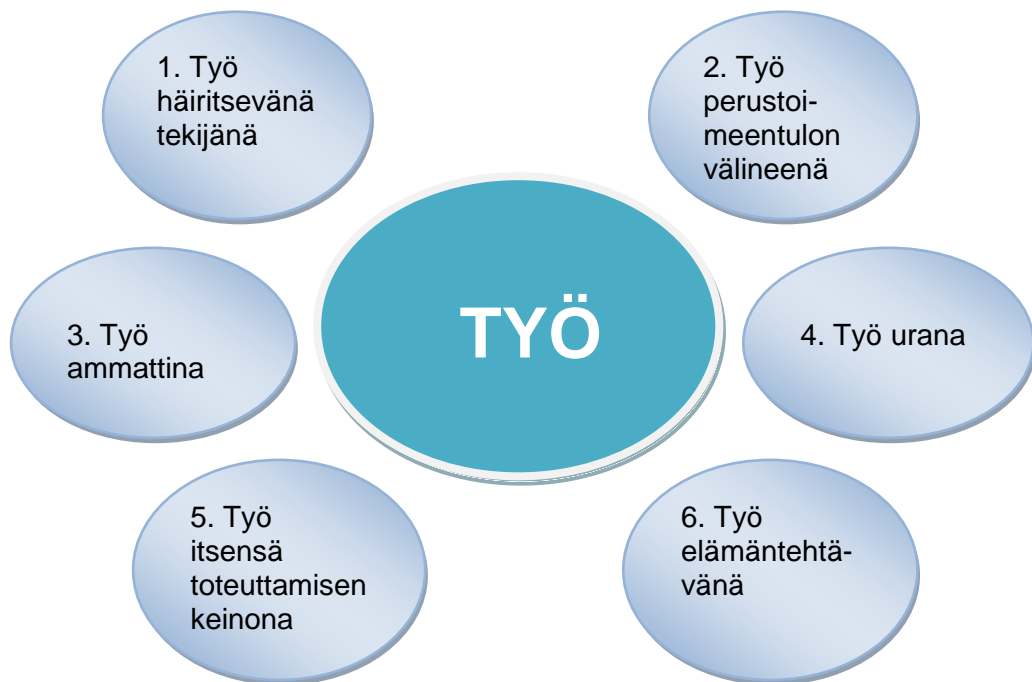 1. Työ
häiritsevänä
tekijänä
2. Työ
perustoi-
meentulon
välineenä
TYÖ
3. Työ
ammattina
4. Työ urana
5. Työ
itsensä
toteuttamisen
keinona
6. Työ
elämäntehtä-
vänä